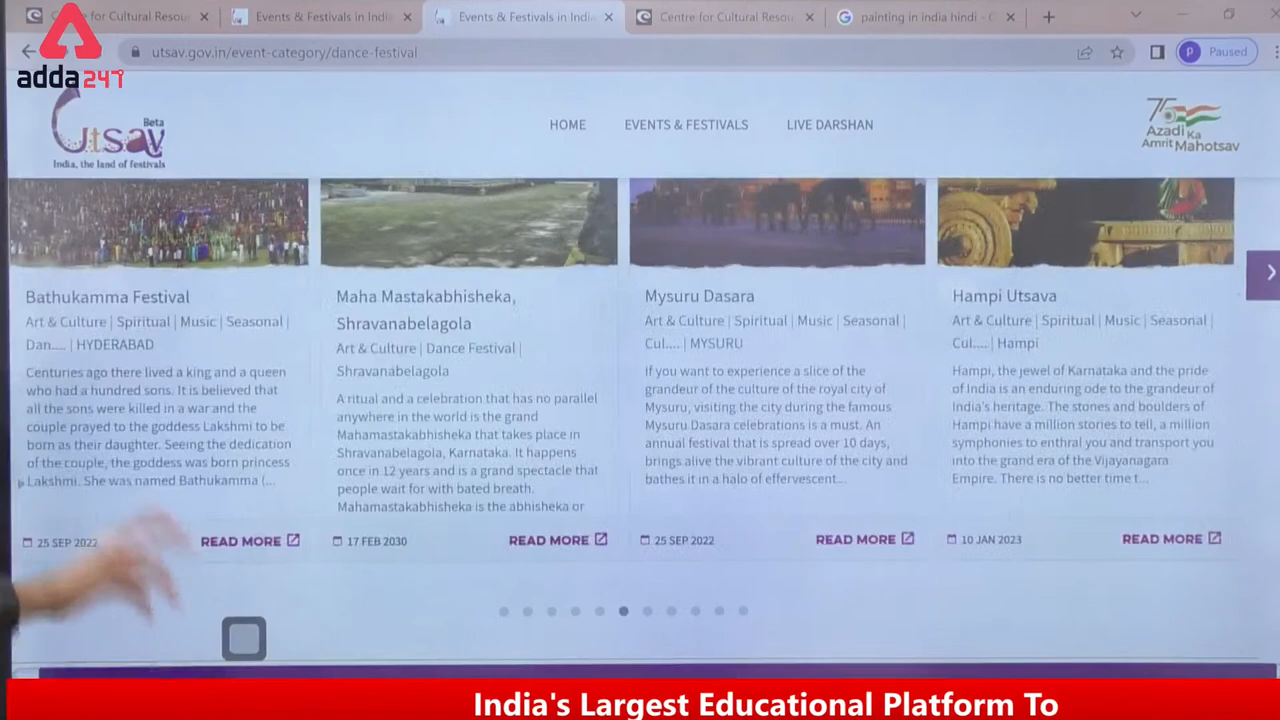 e for Cultural Resou
Events & Festivals in Indi
Events & Festivals in India
Centre for Cultural Resou
painting in india hindi - G
utsav.gov.in/event-category/dance-festival
P
Paused
adda247
Utsav
Beta
India, the land of festivals
HOME
EVENTS & FESTIVALS
LIVE DARSHAN
75
Azadi Ka
Amrit Mahotsav
Bathukamma Festival
Art & Culture | Spiritual | Music | Seasonal |
Dan.... | HYDERABAD
Centuries ago there lived a king and a queen
who had a hundred sons. It is believed that
all the sons were killed in a war and the
couple prayed to the goddess Lakshmi to be
born as their daughter. Seeing the dedication
of the couple, the goddess was born princess
Lakshmi. She was named Bathukamma (...
25 SEP 2022
READ MORE
Maha Mastakabhisheka,
Shravanabelagola
Art & Culture | Dance Festival |
Shravanabelagola
A ritual and a celebration that has no parallel
anywhere in the world is the grand
Mahamastakabhisheka that takes place in
Shravanabelagola, Karnataka. It happens
once in 12 years and is a grand spectacle that
people wait for with bated breath.
Mahamastakabhisheka is the abhisheka or
17 FEB 2030
READ MORE
Mysuru Dasara
Art & Culture | Spiritual | Music | Seasonal |
Cul.... | MYSURU
If you want to experience a slice of the
grandeur of the culture of the royal city of
Mysuru, visiting the city during the famous
Mysuru Dasara celebrations is a must. An
annual festival that is spread over 10 days,
brings alive the vibrant culture of the city and
bathes it in a halo of effervescent...
25 SEP 2022
READ MORE
Hampi Utsava
Art & Culture | Spiritual | Music | Seasonal |
Cul.... | Hampi
Hampi, the jewel of Karnataka and the pride
of India is an enduring ode to the grandeur of
India's heritage. The stones and boulders of
Hampi have a million stories to tell, a million
symphonies to enthral you and transport you
into the grand era of the Vijayanagara
Empire. There is no better time t...
10 JAN 2023
READ MORE
India's Largest Educational Platform To